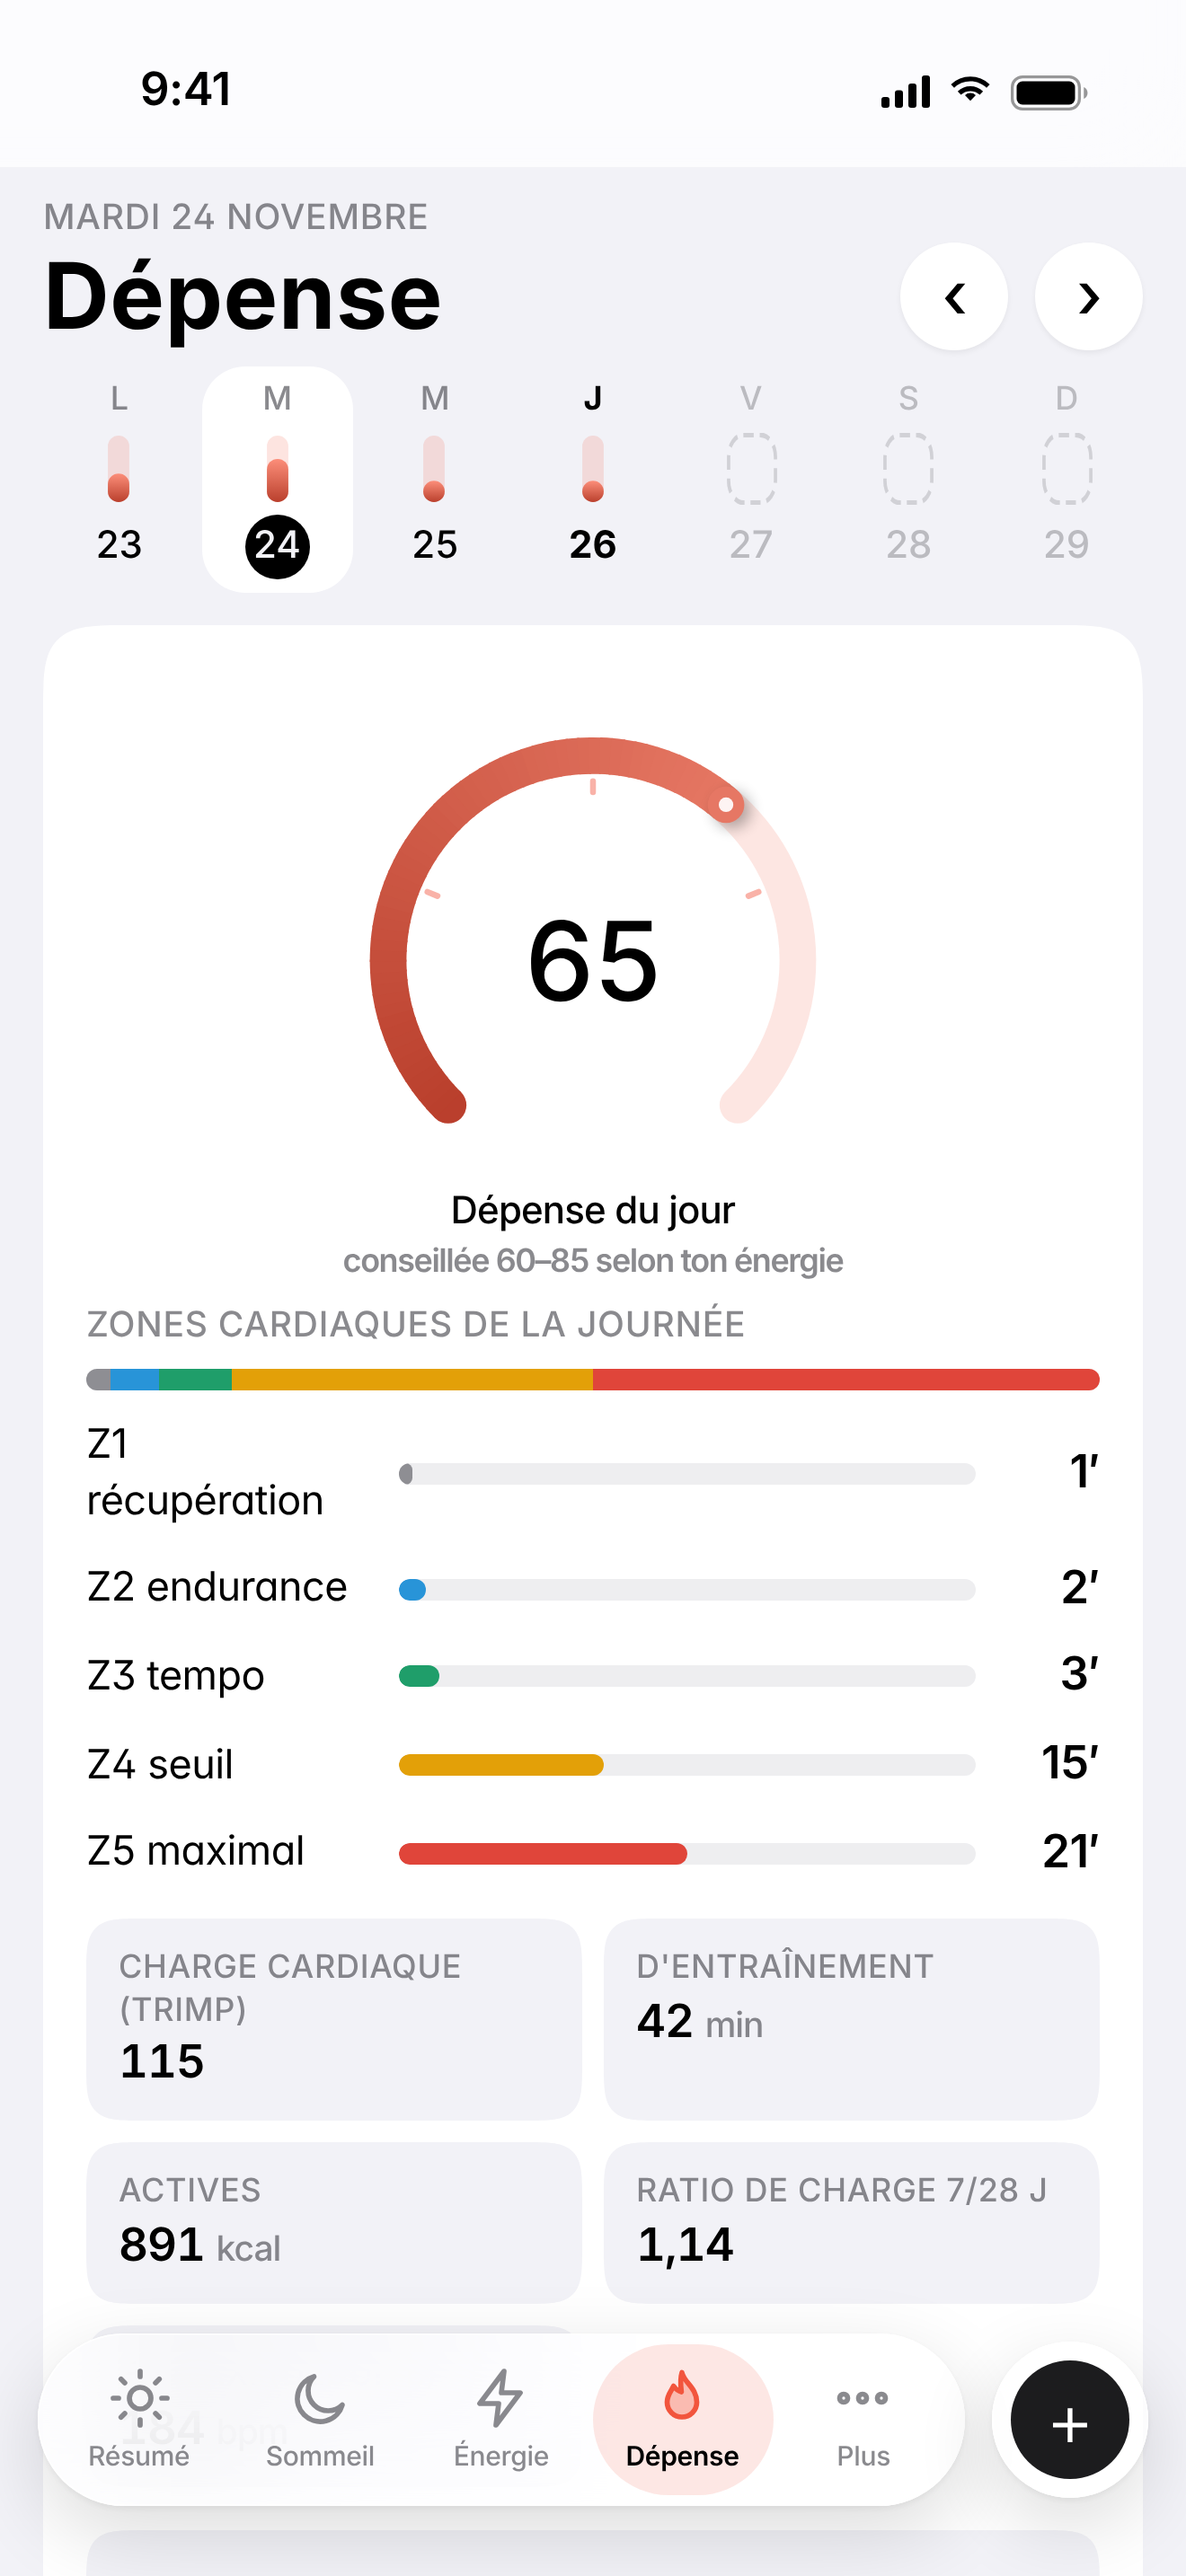 9:41
MARDI 24 NOVEMBRE
Dépense
‹ ›
L M M J V S D
23 24 25 26 27 28 29
65
Dépense du jour
conseillée 60–85 selon ton énergie
ZONES CARDIAQUES DE LA JOURNÉE
Z1
récupération
1′
Z2 endurance 2′
Z3 tempo 3′
Z4 seuil 15′
Z5 maximal 21′
CHARGE CARDIAQUE
(TRIMP)
115
D'ENTRAÎNEMENT
42 min
ACTIVES
891 kcal
RATIO DE CHARGE 7/28 J
1,14
184 bpm
Résumé Sommeil Énergie Dépense Plus
+